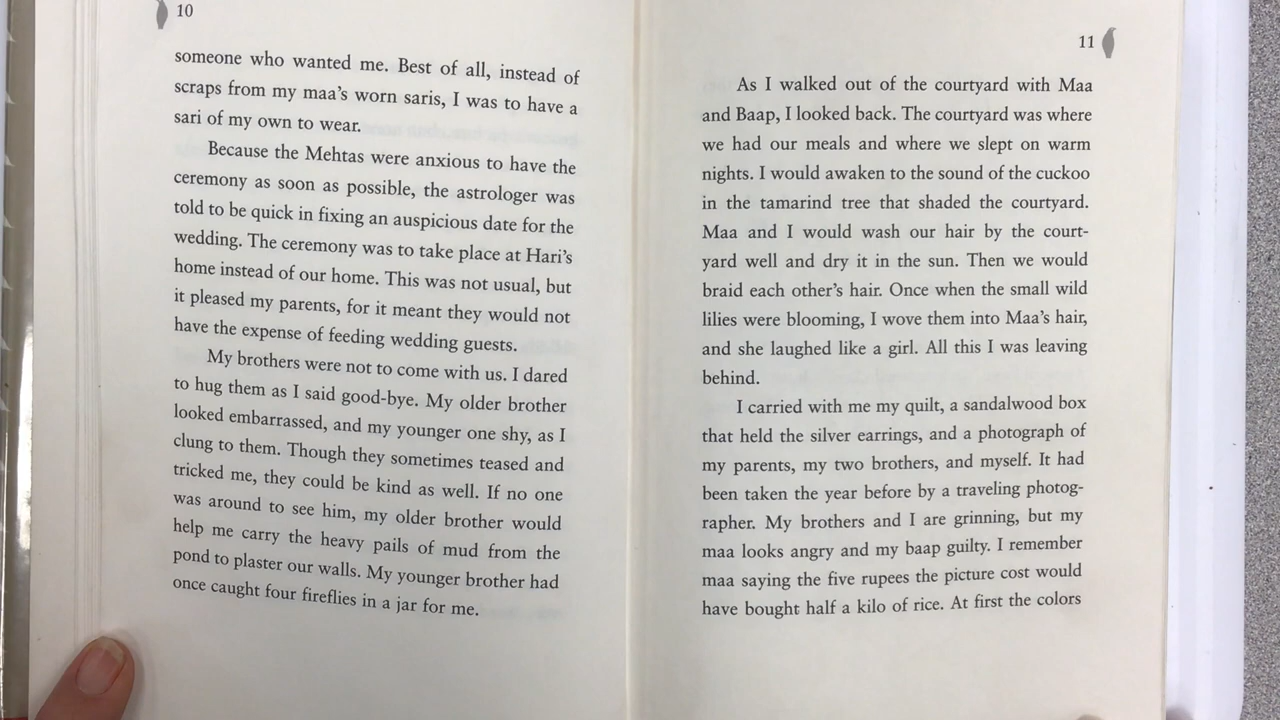 10
someone who wanted me. Best of all, instead of
scraps from my maa's worn saris, I was to have a
sari of my own to wear.
Because the Mehtas were anxious to have the
ceremony as soon as possible, the astrologer was
told to be quick in fixing an auspicious date for the
wedding. The ceremony was to take place at Hari's
home instead of our home. This was not usual, but
it pleased my parents, for it meant they would not
have the expense of feeding wedding guests.
My brothers were not to come with us. I dared
to hug them as I said good-bye. My older brother
looked embarrassed, and my younger one shy, as I
clung to them. Though they sometimes teased and
tricked me, they could be kind as well. If no one
was around to see him, my older brother would
help me carry the heavy pails of mud from the
pond to plaster our walls. My younger brother had
once caught four fireflies in a jar for me.
11
As I walked out of the courtyard with Maa
and Baap, I looked back. The courtyard was where
we had our meals and where we slept on warm
nights. I would awaken to the sound of the cuckoo
in the tamarind tree that shaded the courtyard.
Maa and I would wash our hair by the court-
yard well and dry it in the sun. Then we would
braid each other's hair. Once when the small wild
lilies were blooming, I wove them into Maa's hair,
and she laughed like a girl. All this I was leaving
behind.
I carried with me my quilt, a sandalwood box
that held the silver earrings, and a photograph of
my parents, my two brothers, and myself. It had
been taken the year before by a traveling photog-
rapher. My brothers and I are grinning, but my
maa looks angry and my baap guilty. I remember
maa saying the five rupees the picture cost would
have bought half a kilo of rice. At first the colors